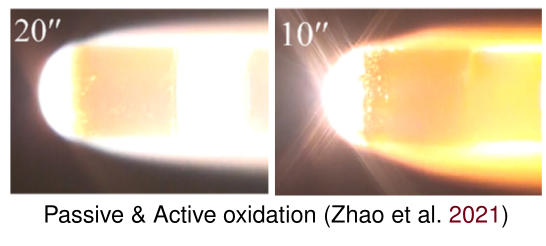 20″
10″
Passive & Active oxidation (Zhao et al. 2021)